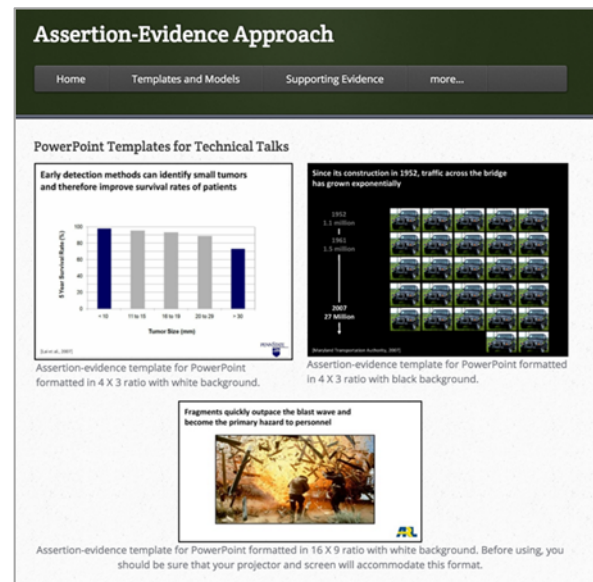 Assertion-Evidence Approach
Home Templates and Models Supporting Evidence more...
PowerPoint Templates for Technical Talks
Early detection methods can identify small tumors
and therefore improve survival rates of patients
5 Year Survival Rate (%)
100
80
60
40
20
0
< 10 11 to 15 16 to 19 20 to 29 > 30
Tumor Size (mm)
Assertion-evidence template for PowerPoint
formatted in 4 X 3 ratio with white background.
Since its construction in 1952, traffic across the bridge
has grown exponentially
1952
1.1 million
1961
1.5 million
2007
27 Million
[Maryland Transportation Authority, 2007]
Assertion-evidence template for PowerPoint formatted
in 4 X 3 ratio with black background.
Fragments quickly outpace the blast wave and
become the primary hazard to personnel
Assertion-evidence template for PowerPoint formatted in 16 X 9 ratio with white background. Before using, you
should be sure that your projector and screen will accommodate this format.